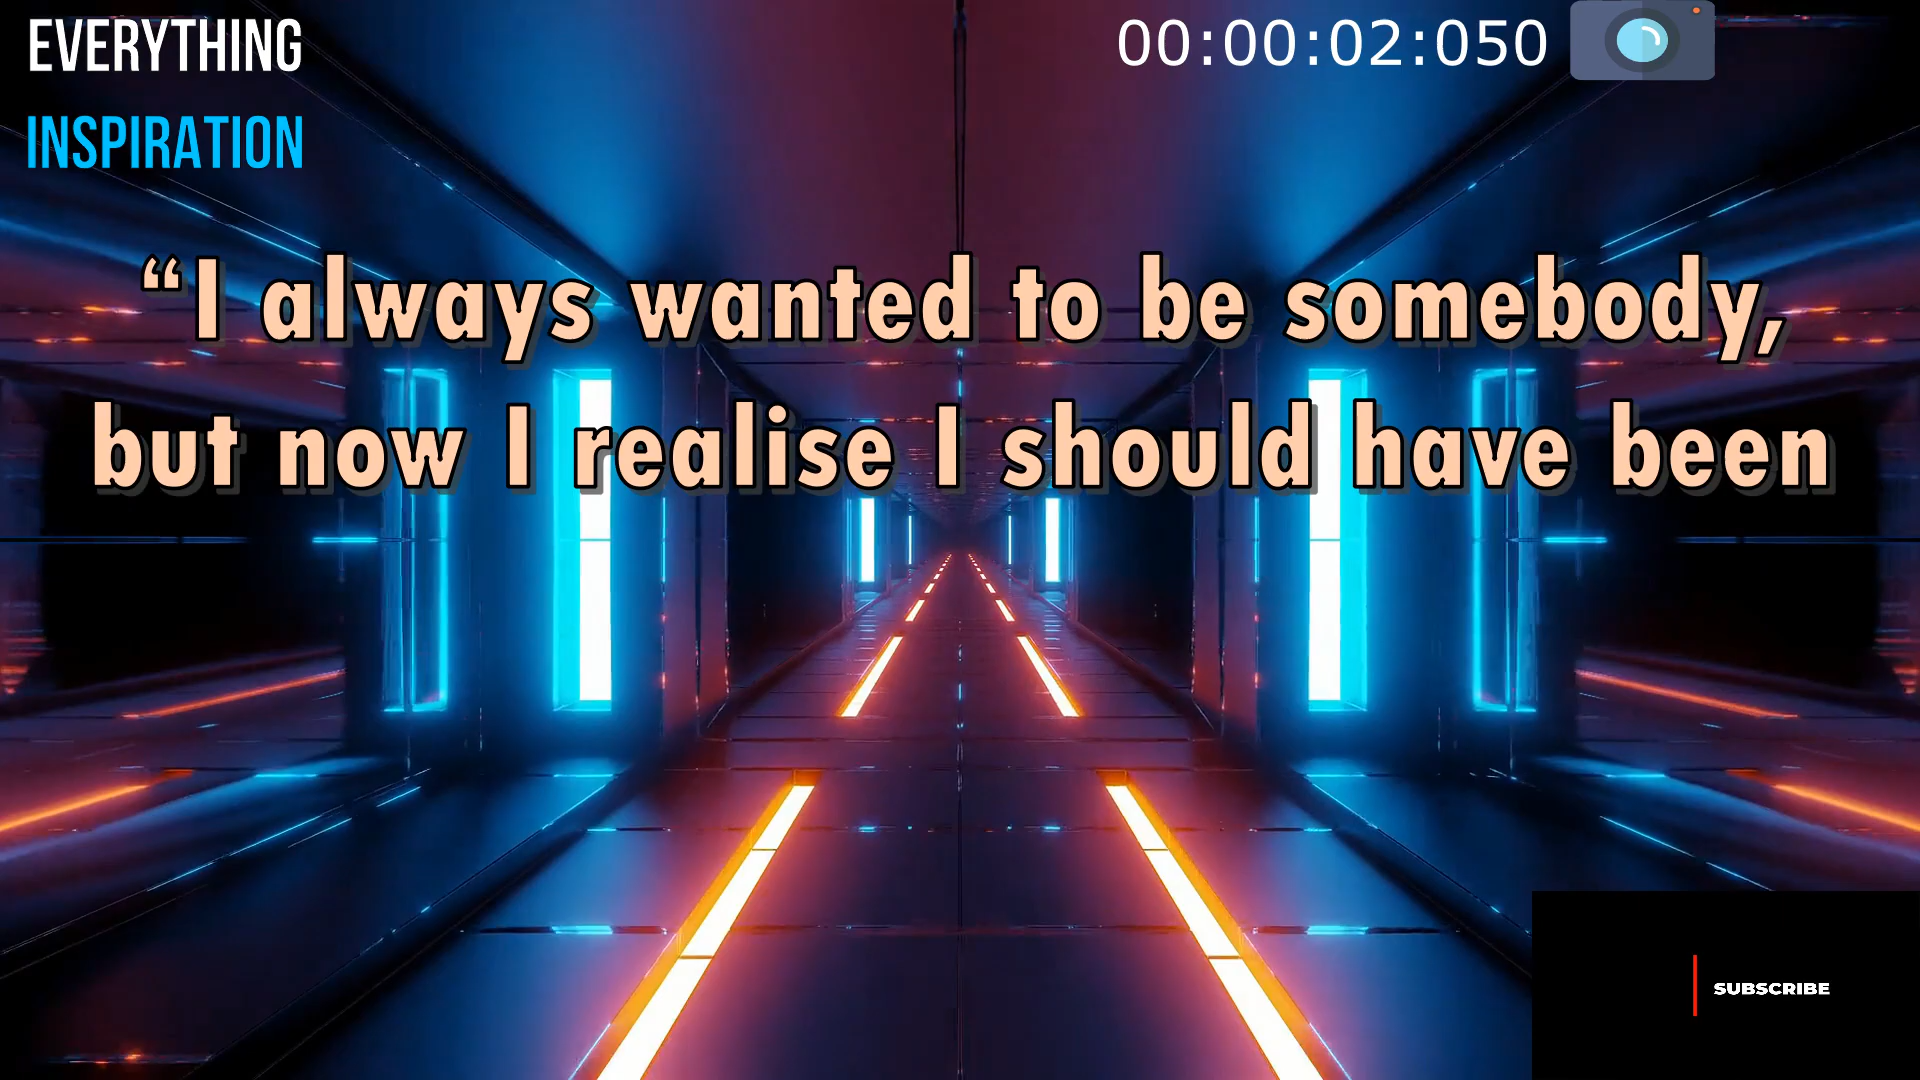 EVERYTHING
INSPIRATION
00:00:02:050
“I always wanted to be somebody,
but now I realise I should have been
SUBSCRIBE